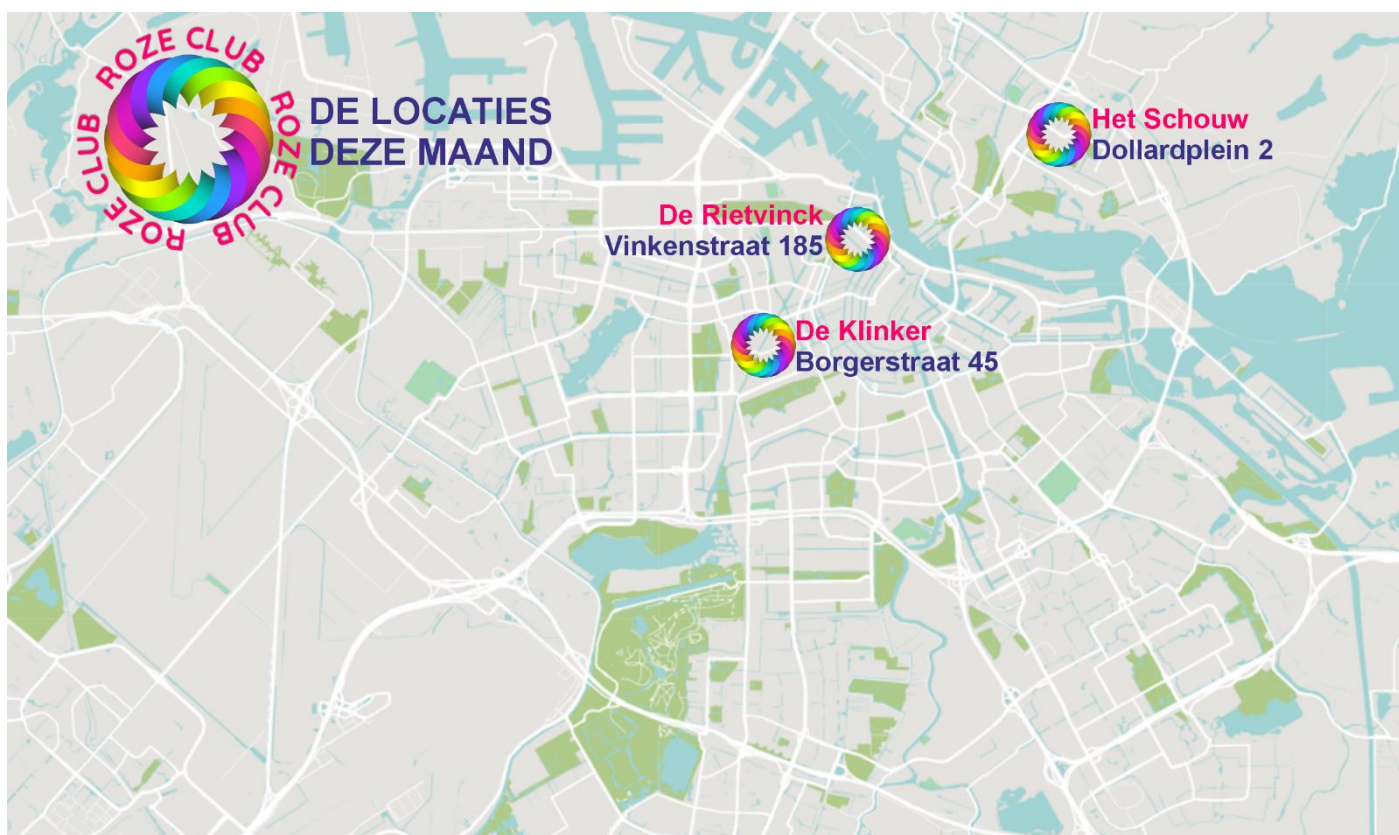 ROZE CLUB
ROZE CLUB
ROZE CLUB
ROZE CLUB
DE LOCATIES
DEZE MAAND
Het Schouw
Dollardplein 2
De Rietvinck
Vinkenstraat 185
De Klinker
Borgerstraat 45